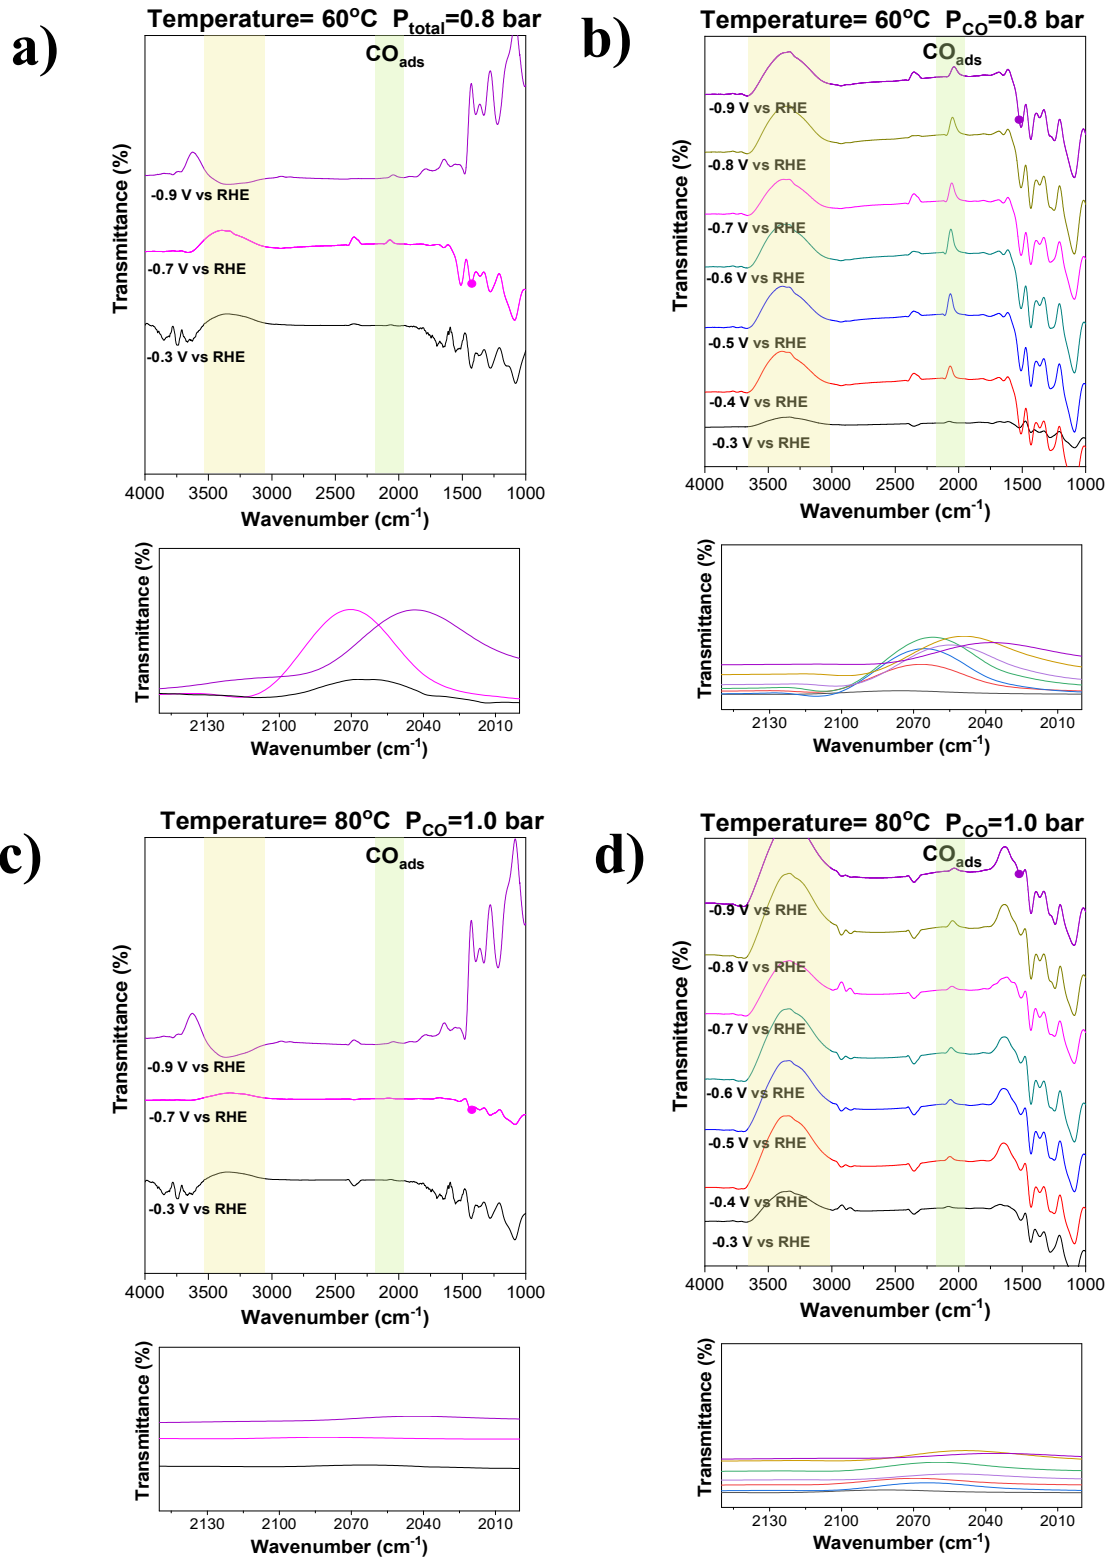 a)
Temperature= 60°C P_total=0.8 bar
CO_ads
Transmittance (%)
-0.9 V vs RHE
-0.7 V vs RHE
-0.3 V vs RHE
4000 3500 3000 2500 2000 1500 1000
Wavenumber (cm⁻¹)
Transmittance (%)
2130 2100 2070 2040 2010
Wavenumber (cm⁻¹)
b)
Temperature= 60°C P_CO=0.8 bar
CO_ads
Transmittance (%)
-0.9 V vs RHE
-0.8 V vs RHE
-0.7 V vs RHE
-0.6 V vs RHE
-0.5 V vs RHE
-0.4 V vs RHE
-0.3 V vs RHE
4000 3500 3000 2500 2000 1500 1000
Wavenumber (cm⁻¹)
Transmittance (%)
2130 2100 2070 2040 2010
Wavenumber (cm⁻¹)
c)
Temperature= 80°C P_CO=1.0 bar
CO_ads
Transmittance (%)
-0.9 V vs RHE
-0.7 V vs RHE
-0.3 V vs RHE
4000 3500 3000 2500 2000 1500 1000
Wavenumber (cm⁻¹)
Transmittance (%)
2130 2100 2070 2040 2010
Wavenumber (cm⁻¹)
d)
Temperature= 80°C P_CO=1.0 bar
CO_ads
Transmittance (%)
-0.9 V vs RHE
-0.8 V vs RHE
-0.7 V vs RHE
-0.6 V vs RHE
-0.5 V vs RHE
-0.4 V vs RHE
-0.3 V vs RHE
4000 3500 3000 2500 2000 1500 1000
Wavenumber (cm⁻¹)
Transmittance (%)
2130 2100 2070 2040 2010
Wavenumber (cm⁻¹)